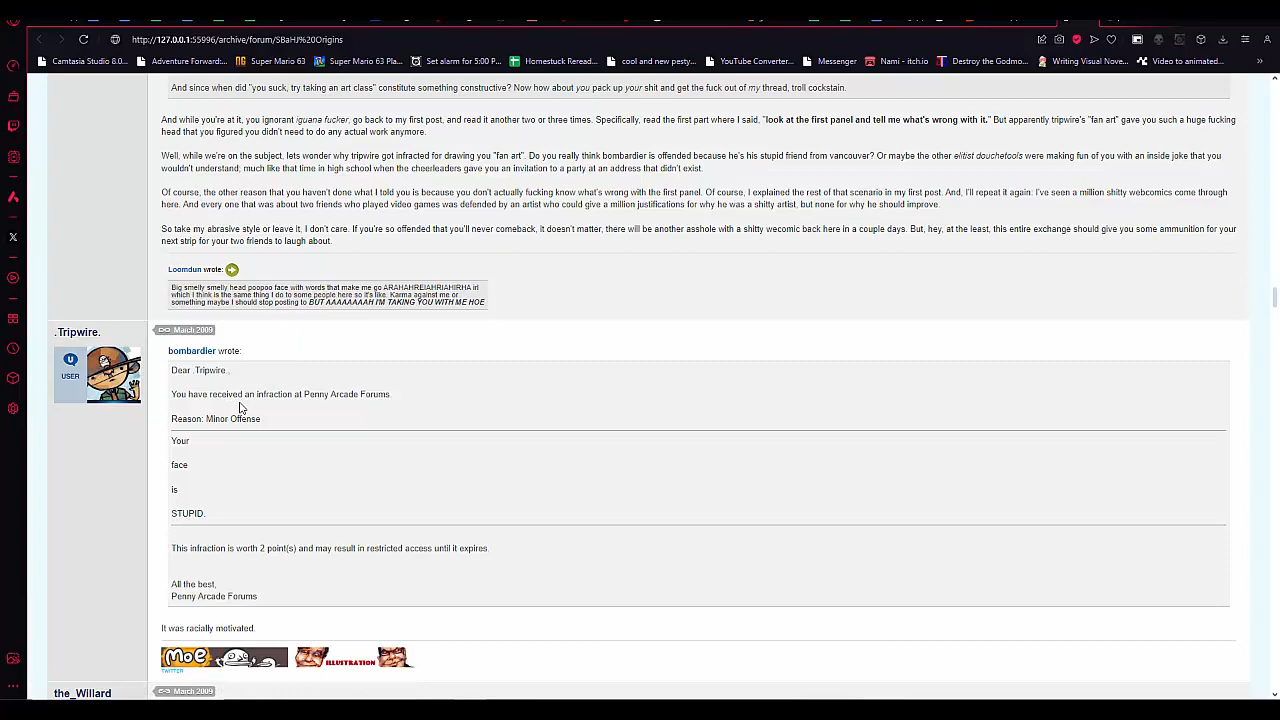 http://127.0.0.1:55996/archive/forum/SBaHJ%20Origins
Camtasia Studio 8.0... Adventure Forward:... Super Mario 63 Super Mario 63 Pla... Set alarm for 5:00 P... Homestuck Reread... cool and new pesty... YouTube Converter... Messenger Nami - itch.io Destroy the Godmo... Writing Visual Nove... Video to animated... »
And since when did "you suck, try taking an art class" constitute something constructive? Now how about you pack up your shit and get the fuck out of my thread, troll cockstain.
And while you're at it, you ignorant iguana fucker, go back to my first post, and read it another two or three times. Specifically, read the first part where I said, "look at the first panel and tell me what's wrong with it." But apparently tripwire's "fan art" gave you such a huge fucking
head that you figured you didn't need to do any actual work anymore.
Well, while we're on the subject, lets wonder why tripwire got infracted for drawing you "fan art". Do you really think bombardier is offended because he's his stupid friend from vancouver? Or maybe the other elitist douchetools were making fun of you with an inside joke that you
wouldn't understand; much like that time in high school when the cheerleaders gave you an invitation to a party at an address that didn't exist.
Of course, the other reason that you haven't done what I told you is because you don't actually fucking know what's wrong with the first panel. Of course, I explained the rest of that scenario in my first post. And, I'll repeat it again: I've seen a million shitty webcomics come through
here. And every one that was about two friends who played video games was defended by an artist who could give a million justifications for why he was a shitty artist, but none for why he should improve.
So take my abrasive style or leave it, I don't care. If you're so offended that you'll never comeback, it doesn't matter, there will be another asshole with a shitty wecomic back here in a couple days. But, hey, at the least, this entire exchange should give you some ammunition for your
next strip for your two friends to laugh about.
Loomdun wrote:
Big smelly smelly head poopoo face with words that make me go ARAHAHREIAHRIAHIRHA irl
which I think is the same thing I do to some people here so it's like. Karma against me or
something maybe I should stop posting to BUT AAAAAAAH I'M TAKING YOU WITH ME HOE
.Tripwire. March 2009
bombardier wrote:
U
USER
Dear .Tripwire.,
You have received an infraction at Penny Arcade Forums.
Reason: Minor Offense
Your
face
is
STUPID.
This infraction is worth 2 point(s) and may result in restricted access until it expires.
All the best,
Penny Arcade Forums
It was racially motivated.
moe ILLUSTRATION
TWITTER
the_Willard March 2009